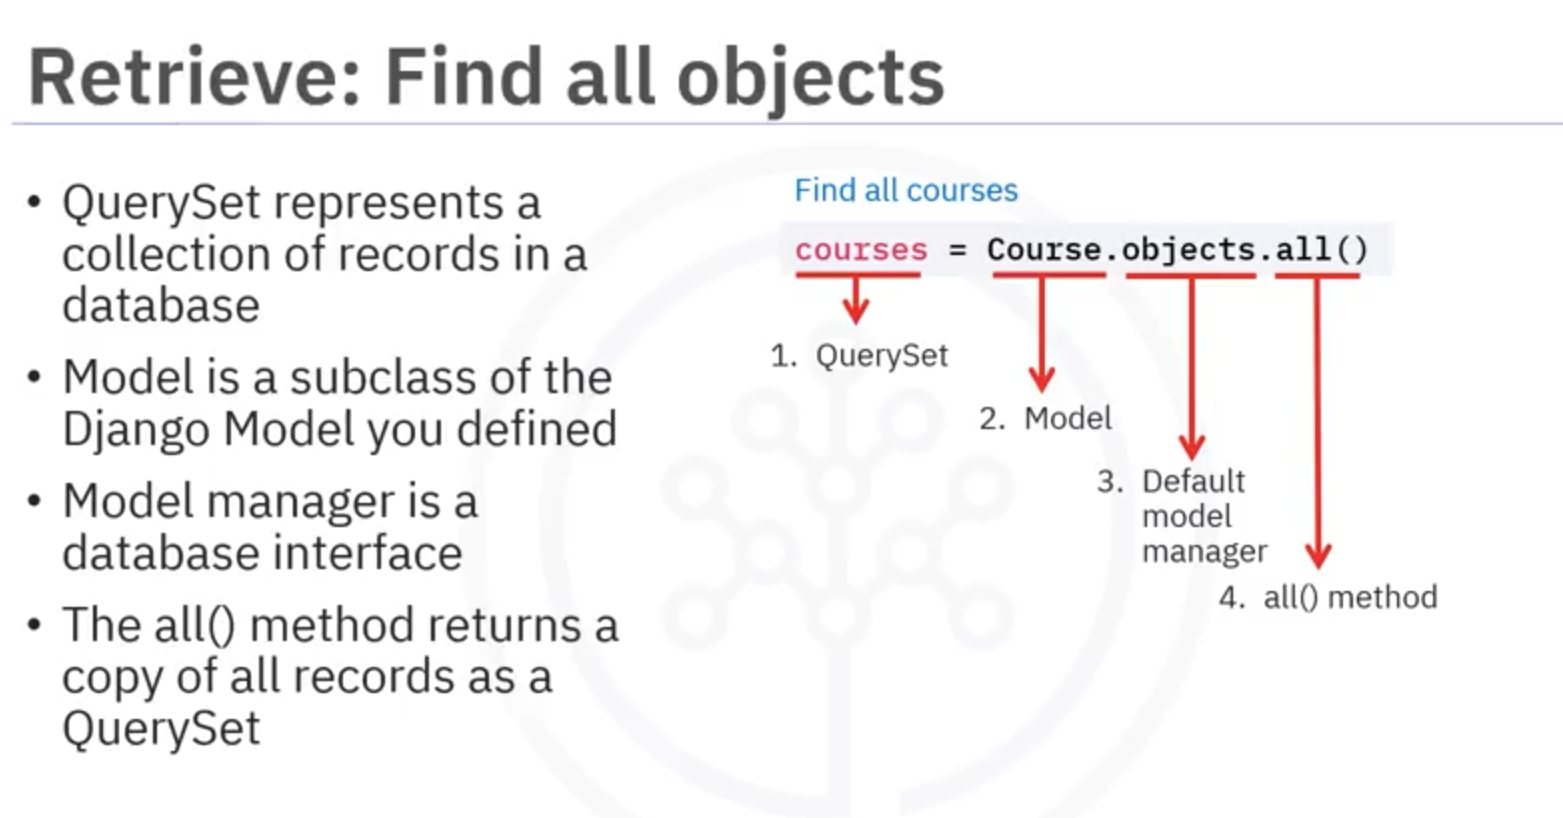 Retrieve: Find all objects
• QuerySet represents a
collection of records in a
database
• Model is a subclass of the
Django Model you defined
• Model manager is a
database interface
• The all() method returns a
copy of all records as a
QuerySet
Find all courses
courses = Course.objects.all()
1. QuerySet
2. Model
3. Default
model
manager
4. all() method